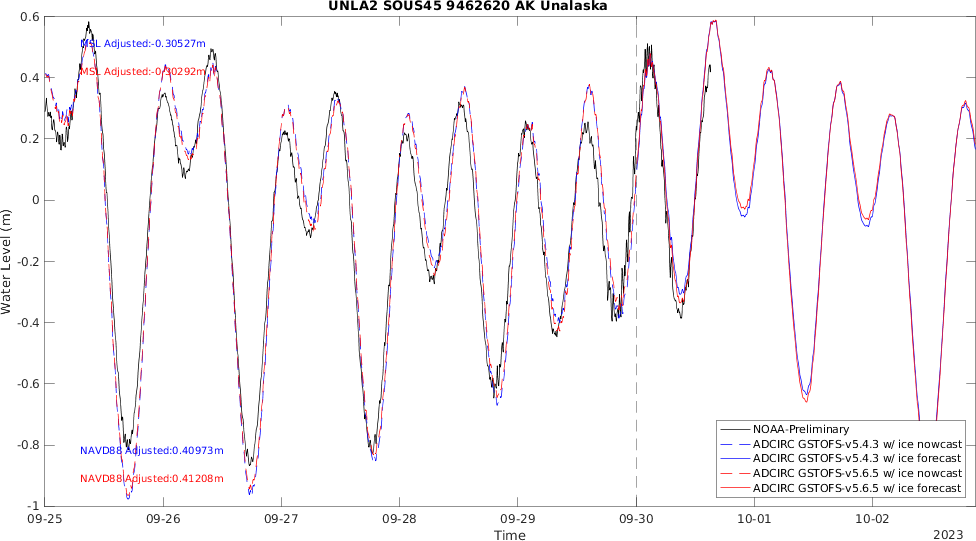 UNLA2 SOUS45 9462620 AK Unalaska
0.6
MSL Adjusted:-0.30527m
MSL Adjusted:-0.30292m
0.4
0.2
0
-0.2
-0.4
-0.6
-0.8
-1
Water Level (m)
NAVD88 Adjusted:0.40973m
NAVD88 Adjusted:0.41208m
NOAA-Preliminary
ADCIRC GSTOFS-v5.4.3 w/ ice nowcast
ADCIRC GSTOFS-v5.4.3 w/ ice forecast
ADCIRC GSTOFS-v5.6.5 w/ ice nowcast
ADCIRC GSTOFS-v5.6.5 w/ ice forecast
09-25 09-26 09-27 09-28 09-29 09-30 10-01 10-02
Time
2023